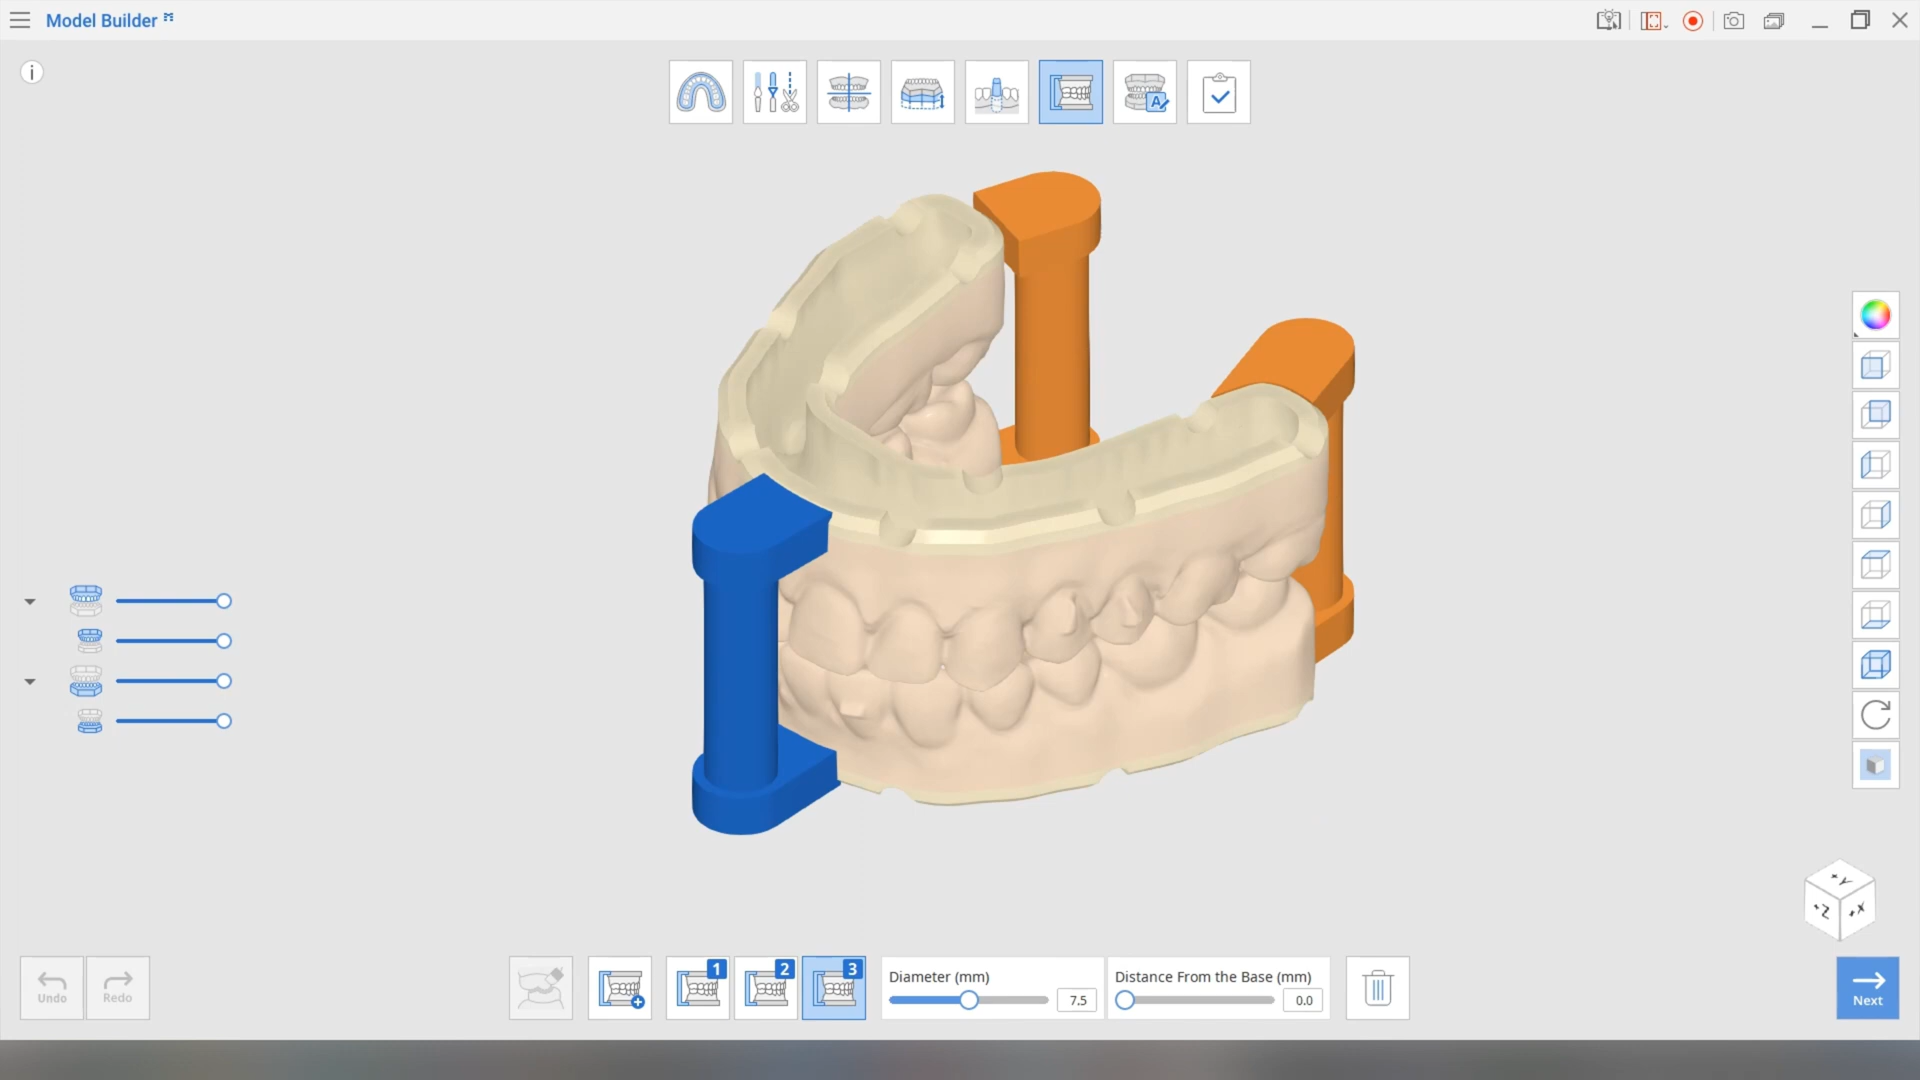 Model Builder
i
A
+Y
+Z
+X
Undo
Redo
1
2
3
Diameter (mm)
7.5
Distance From the Base (mm)
0.0
Next